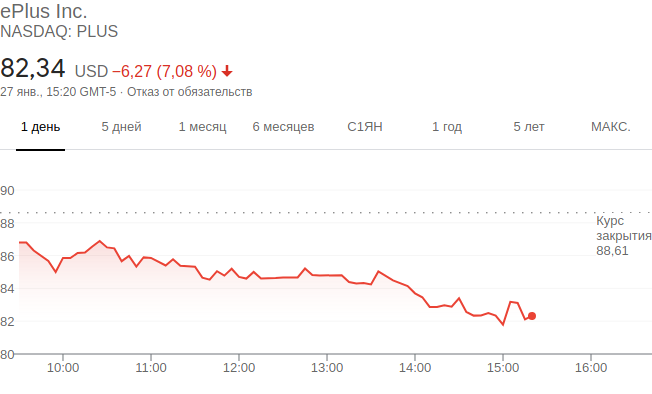 ePlus Inc.
NASDAQ: PLUS
82,34 USD −6,27 (7,08 %)
27 янв., 15:20 GMT-5 · Отказ от обязательств
1 день 5 дней 1 месяц 6 месяцев С1ЯН 1 год 5 лет МАКС.
90
88
Курс
закрытия
88,61
86
84
82
80
10:00 11:00 12:00 13:00 14:00 15:00 16:00